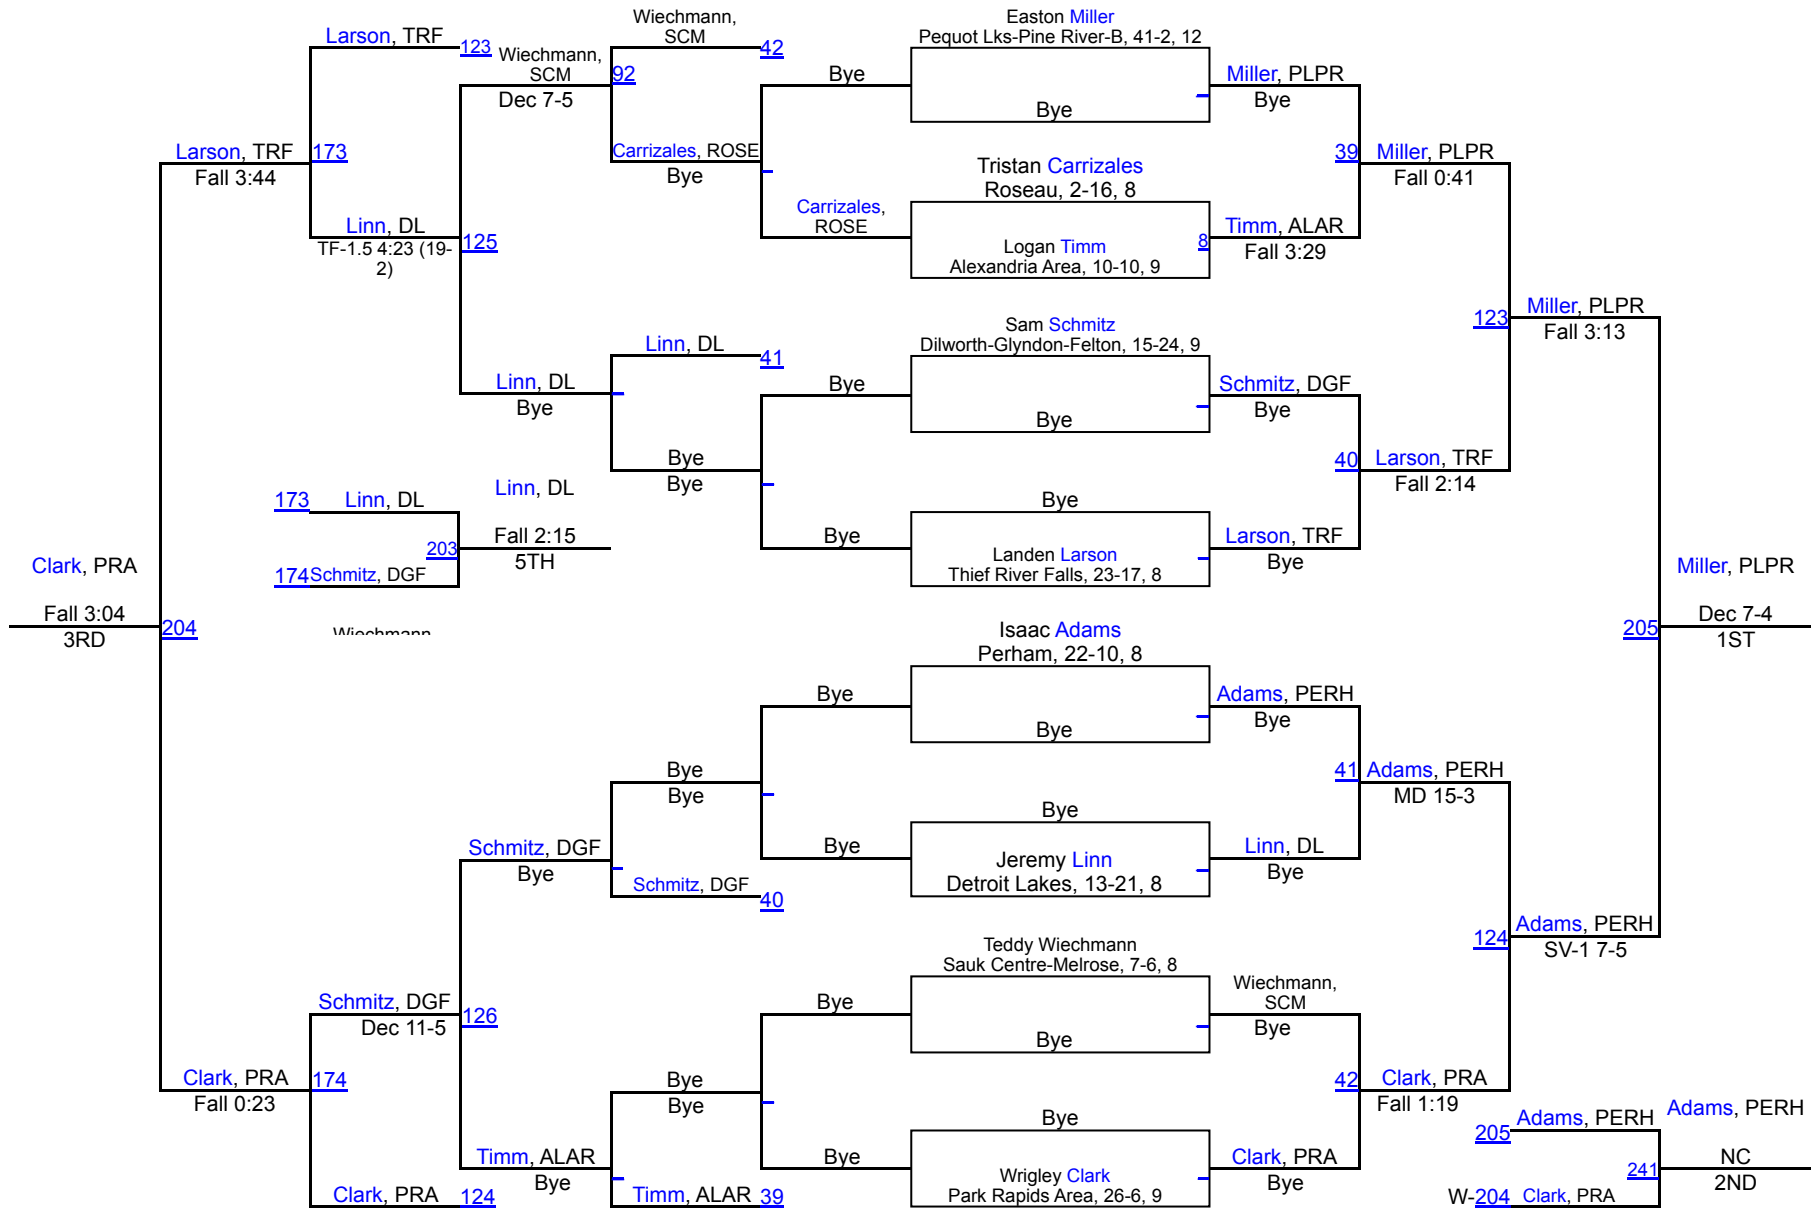 Larson, TRF
123
Wiechmann,
SCM
Dec 7-5
92
Wiechmann,
SCM
42
Carrizales, ROSE
Bye
Bye
Carrizales,
ROSE
Easton Miller
Pequot Lks-Pine River-B, 41-2, 12
Bye
Tristan Carrizales
Roseau, 2-16, 8
Logan Timm
Alexandria Area, 10-10, 9
8
Miller, PLPR
Bye
Timm, ALAR
Fall 3:29
39
Miller, PLPR
Fall 0:41
Larson, TRF
Fall 3:44
173
Linn, DL
TF-1.5 4:23 (19-
2)
125
Linn, DL
Bye
Linn, DL
41
Bye
Bye
Bye
Bye
Sam Schmitz
Dilworth-Glyndon-Felton, 15-24, 9
Bye
Bye
Landen Larson
Thief River Falls, 23-17, 8
Schmitz, DGF
Bye
Larson, TRF
Bye
40
Larson, TRF
Fall 2:14
123
Miller, PLPR
Fall 3:13
173
Linn, DL
174
Schmitz, DGF
203
Linn, DL
Fall 2:15
5TH
Clark, PRA
Fall 3:04
3RD
204
Wiechmann,
Miller, PLPR
Dec 7-4
1ST
205
Isaac Adams
Perham, 22-10, 8
Bye
Bye
Jeremy Linn
Detroit Lakes, 13-21, 8
Bye
Bye
Bye
Bye
Schmitz, DGF
Bye
Schmitz, DGF
40
Adams, PERH
Bye
Linn, DL
Bye
41
Adams, PERH
MD 15-3
124
Adams, PERH
SV-1 7-5
Teddy Wiechmann
Sauk Centre-Melrose, 7-6, 8
Bye
Bye
Wrigley Clark
Park Rapids Area, 26-6, 9
Bye
Bye
Bye
Bye
Wiechmann,
SCM
Bye
Clark, PRA
Bye
42
Clark, PRA
Fall 1:19
Schmitz, DGF
Dec 11-5
126
Clark, PRA
Fall 0:23
174
Timm, ALAR
Bye
Timm, ALAR
39
Clark, PRA
124
205
Adams, PERH
W-204
Clark, PRA
241
Adams, PERH
NC
2ND